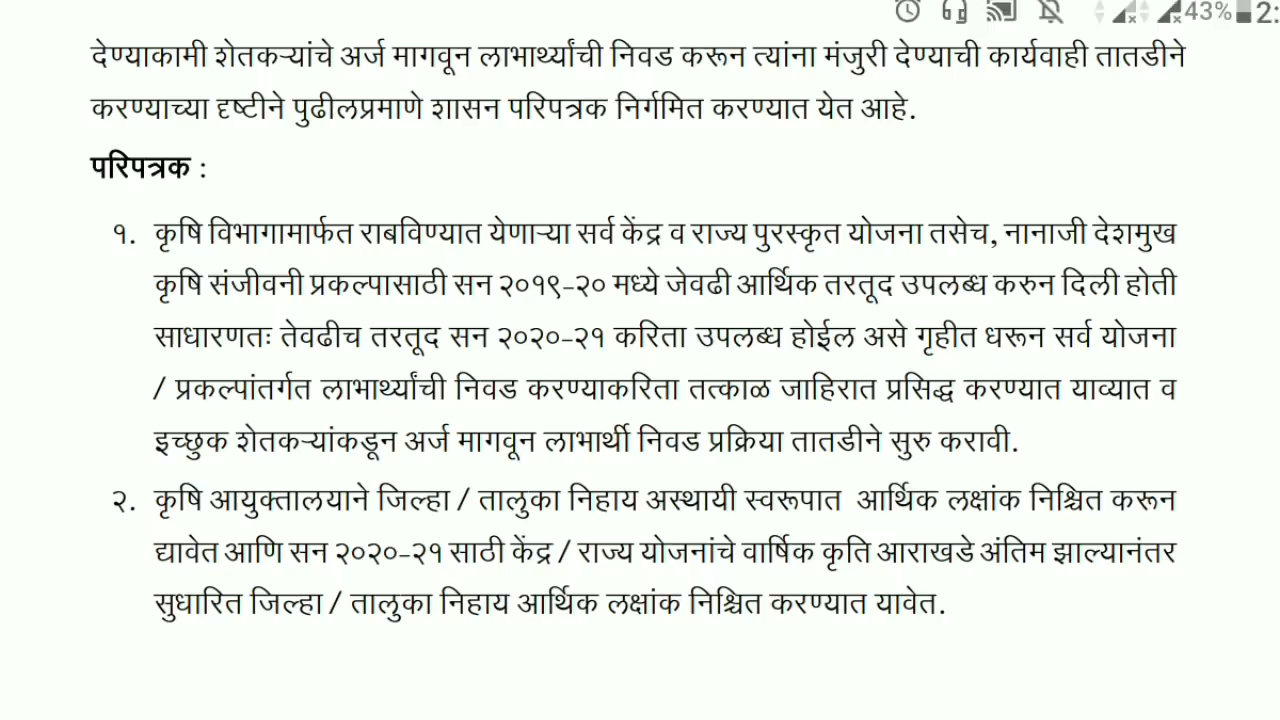 43% 2:
देण्याकामी शेतकऱ्यांचे अर्ज मागवून लाभार्थ्यांची निवड करून त्यांना मंजुरी देण्याची कार्यवाही तातडीने
करण्याच्या दृष्टीने पुढीलप्रमाणे शासन परिपत्रक निर्गमित करण्यात येत आहे.
परिपत्रक :
१. कृषि विभागामार्फत राबविण्यात येणाऱ्या सर्व केंद्र व राज्य पुरस्कृत योजना तसेच, नानाजी देशमुख
कृषि संजीवनी प्रकल्पासाठी सन २०१९-२० मध्ये जेवढी आर्थिक तरतूद उपलब्ध करुन दिली होती
साधारणतः तेवढीच तरतूद सन २०२०-२१ करिता उपलब्ध होईल असे गृहीत धरून सर्व योजना
/ प्रकल्पांतर्गत लाभार्थ्यांची निवड करण्याकरिता तत्काळ जाहिरात प्रसिद्ध करण्यात याव्यात व
इच्छुक शेतकऱ्यांकडून अर्ज मागवून लाभार्थी निवड प्रक्रिया तातडीने सुरु करावी.
२. कृषि आयुक्तालयाने जिल्हा / तालुका निहाय अस्थायी स्वरूपात आर्थिक लक्षांक निश्चित करून
द्यावेत आणि सन २०२०-२१ साठी केंद्र / राज्य योजनांचे वार्षिक कृति आराखडे अंतिम झाल्यानंतर
सुधारित जिल्हा / तालुका निहाय आर्थिक लक्षांक निश्चित करण्यात यावेत.